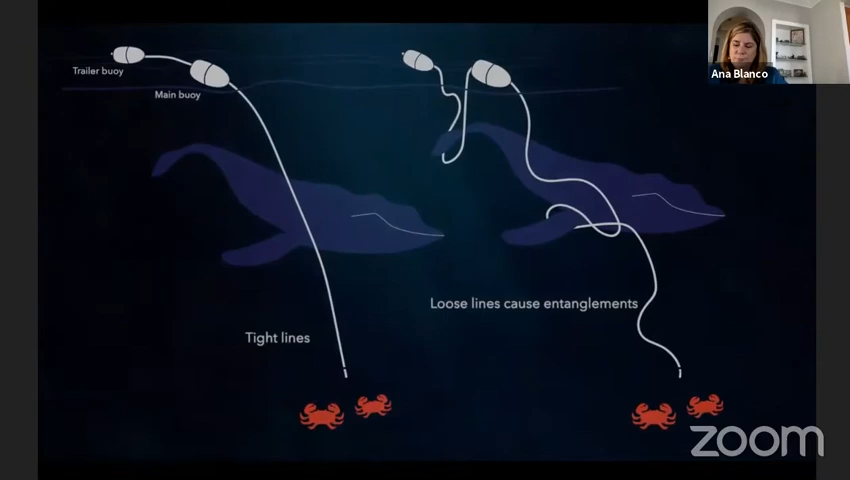 Ana Blanco
Trailer buoy
Main buoy
Loose lines cause entanglements
Tight lines
zoom